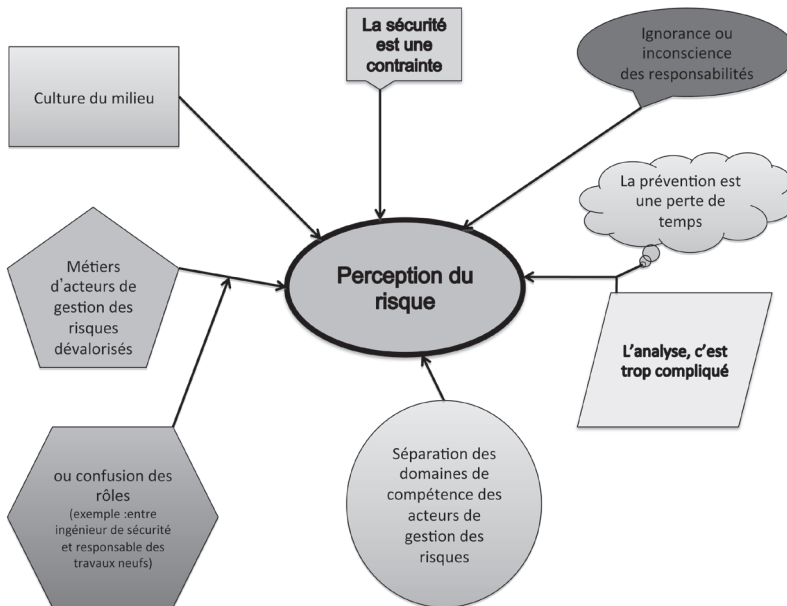 La sécurité
est une
contrainte
Ignorance ou
inconscience
des responsabilités
Culture du milieu
La prévention est
une perte de
temps
Perception du
risque
Métiers
d'acteurs de
gestion des
risques
dévalorisés
L'analyse, c'est
trop compliqué
ou confusion des
rôles
(exemple :entre
ingénieur de sécurité
et responsable des
travaux neufs)
Séparation des
domaines de
compétence des
acteurs de
gestion des
risques